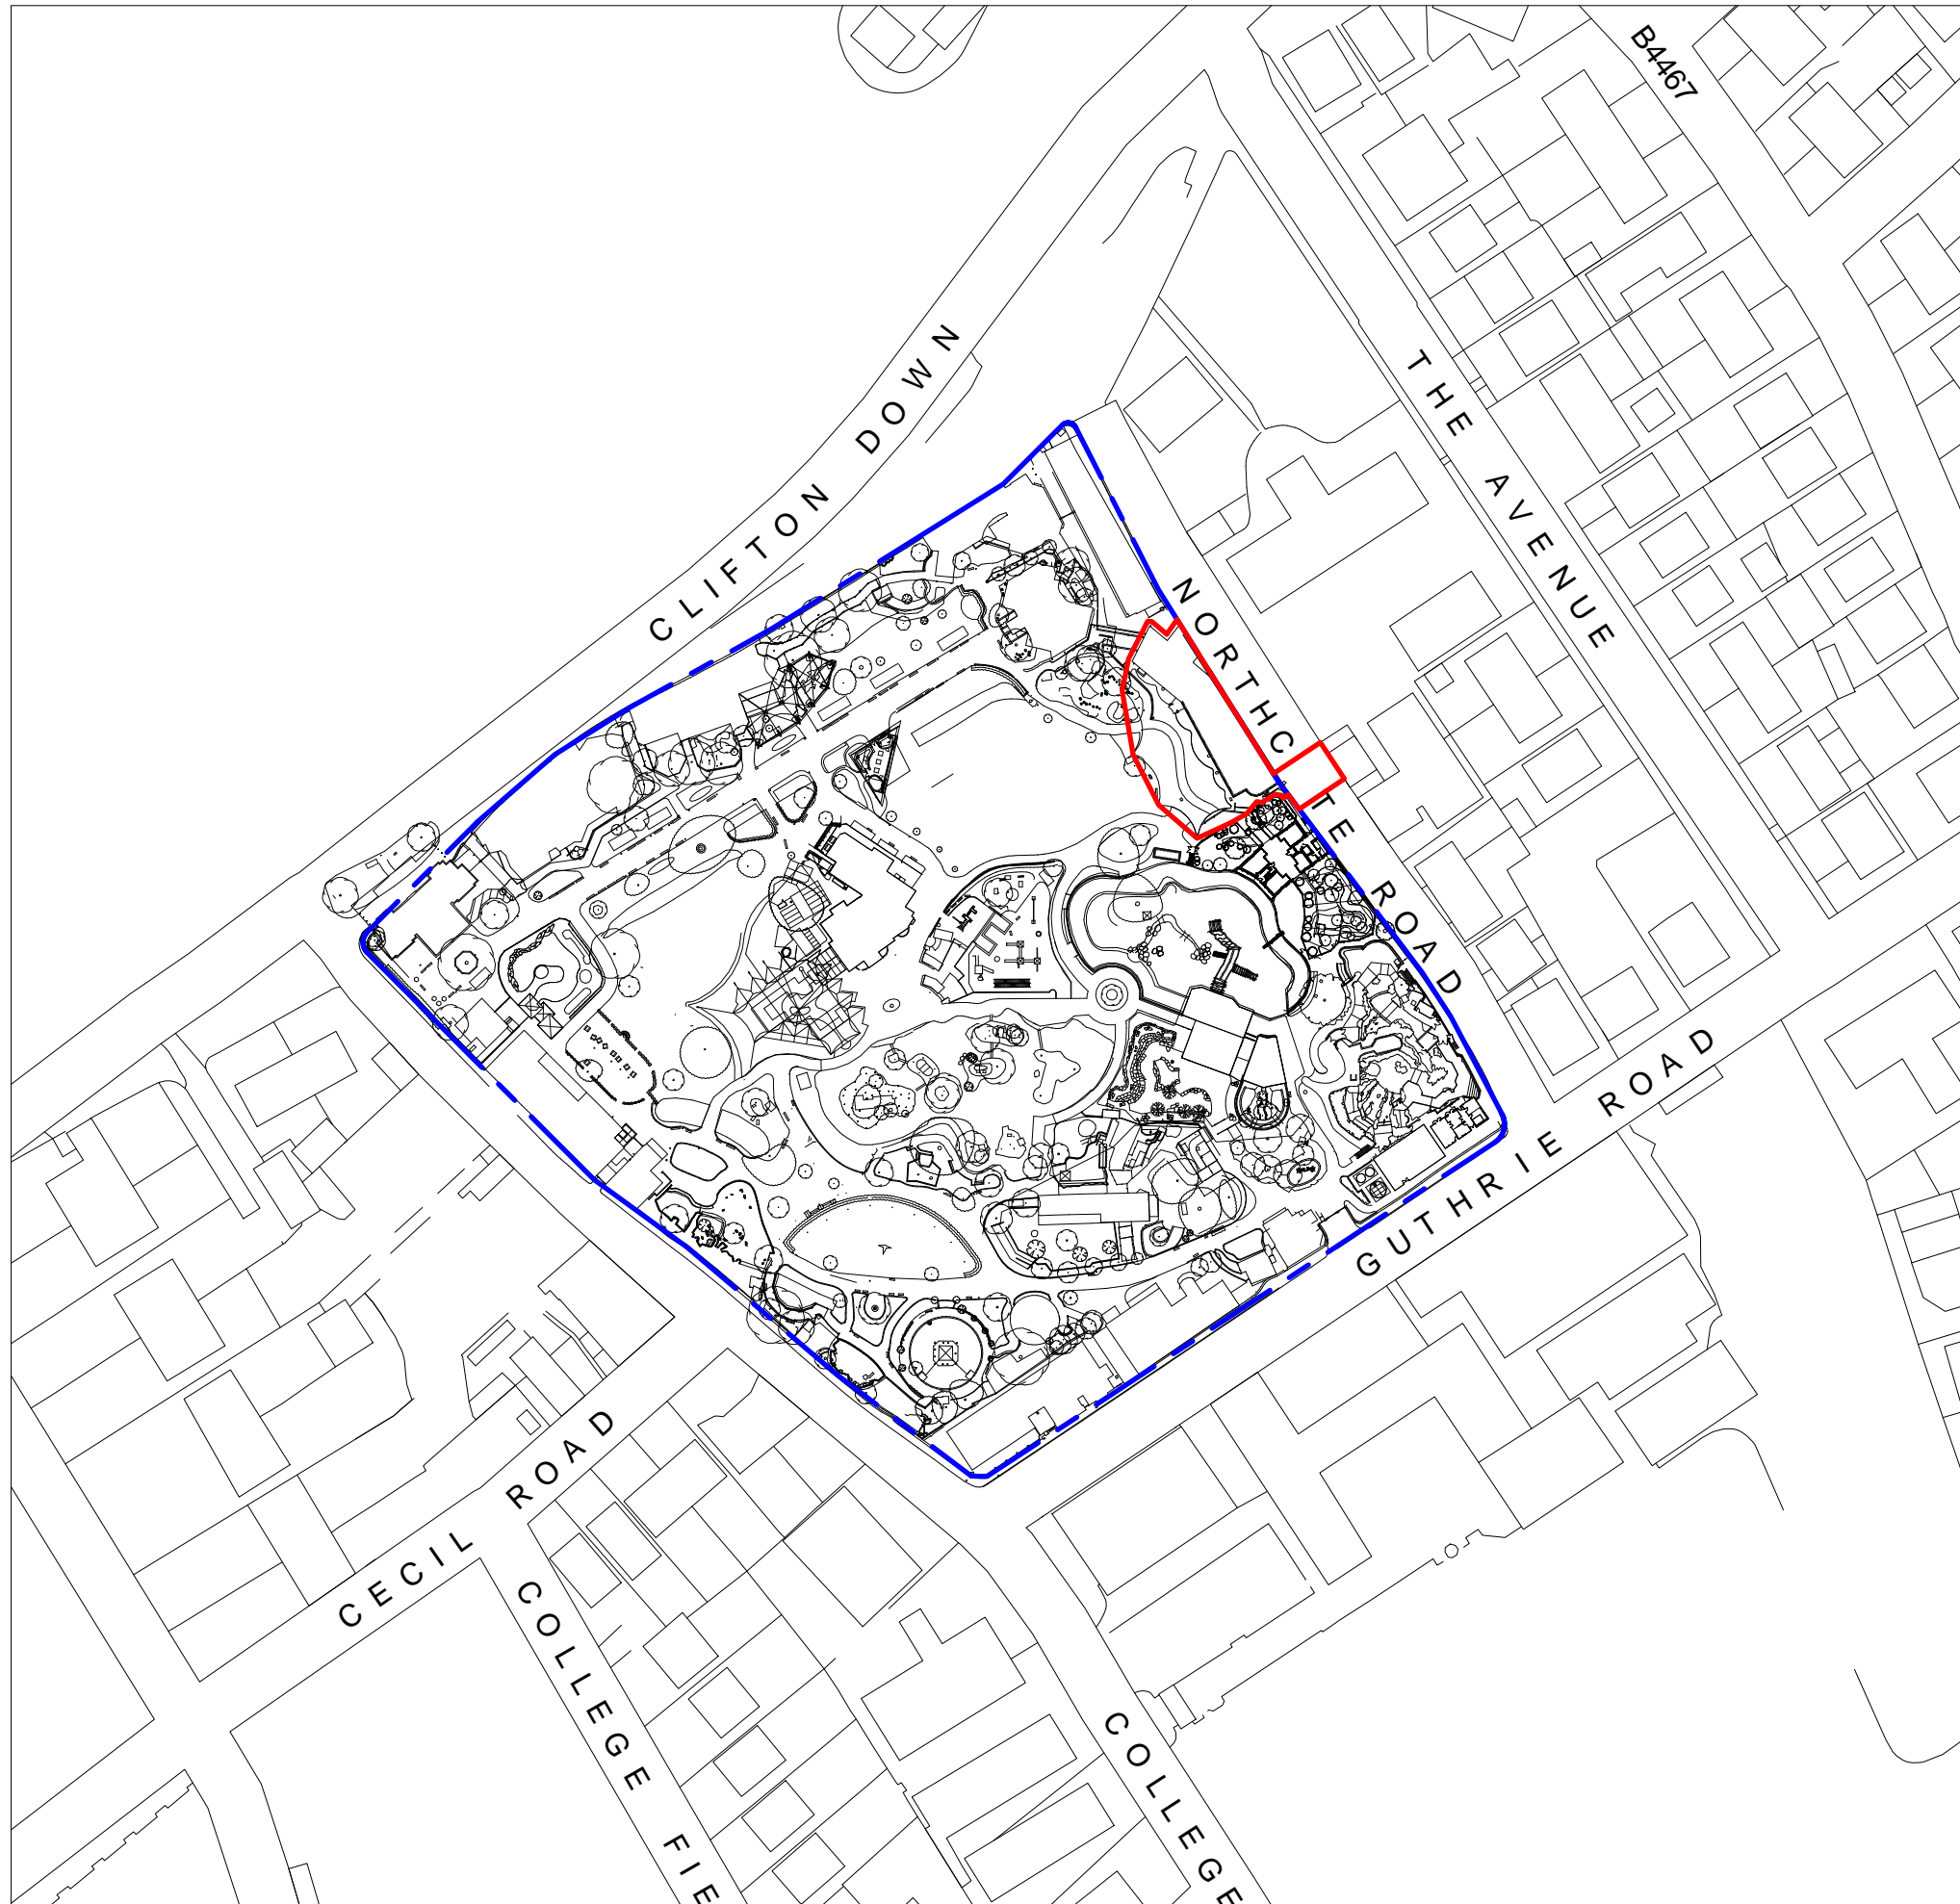 B4467
CLIFTON DOWN
THE AVENUE
NORTHC TE ROAD
GUTHRIE ROAD
CECIL ROAD
COLLEGE FIE
COLLEGE